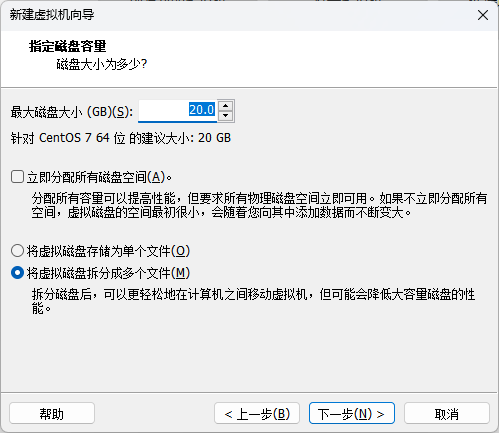 新建虚拟机向导
指定磁盘容量
磁盘大小为多少?
最大磁盘大小 (GB)(S): 20.0
针对 CentOS 7 64 位 的建议大小: 20 GB
立即分配所有磁盘空间(A)。
分配所有容量可以提高性能，但要求所有物理磁盘空间立即可用。如果不立即分配所有
空间，虚拟磁盘的空间最初很小，会随着您向其中添加数据而不断变大。
将虚拟磁盘存储为单个文件(O)
将虚拟磁盘拆分成多个文件(M)
拆分磁盘后，可以更轻松地在计算机之间移动虚拟机，但可能会降低大容量磁盘的性
能。
帮助 < 上一步(B) 下一步(N) > 取消